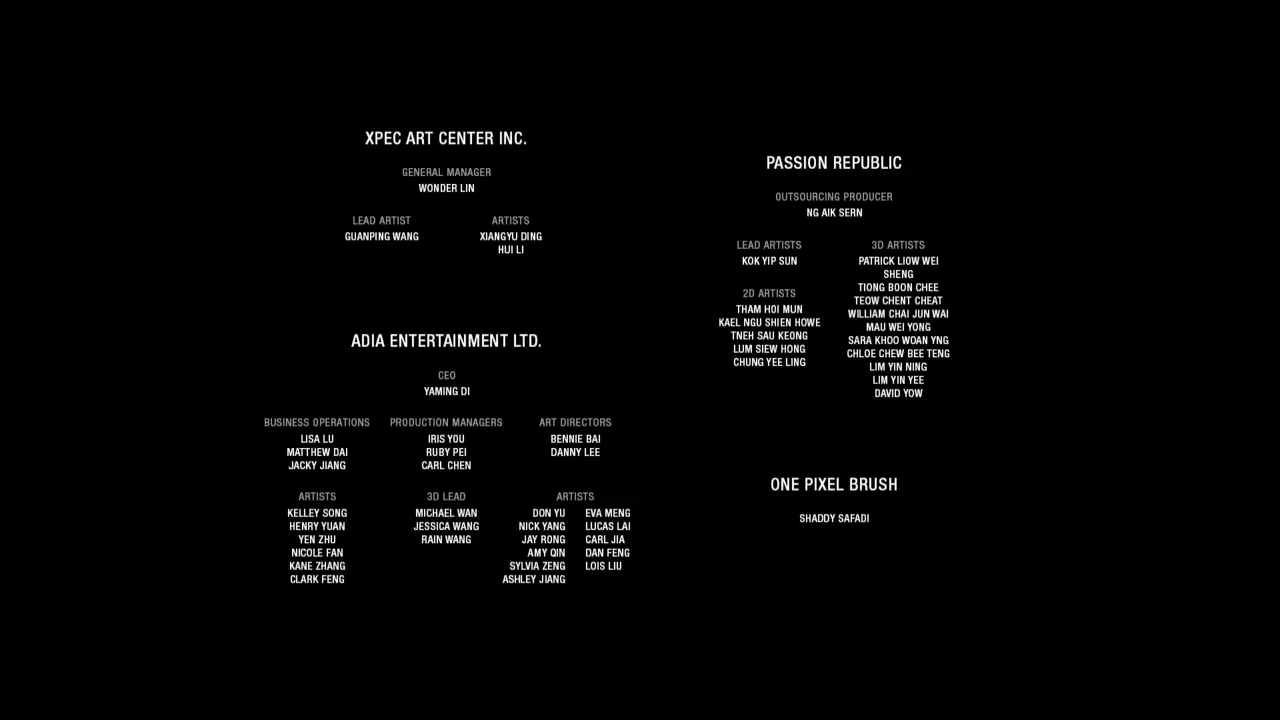 XPEC ART CENTER INC.
GENERAL MANAGER
WONDER LIN
LEAD ARTIST
GUANPING WANG
ARTISTS
XIANGYU DING
HUI LI
ADIA ENTERTAINMENT LTD.
CEO
YAMING DI
BUSINESS OPERATIONS
LISA LU
MATTHEW DAI
JACKY JIANG
PRODUCTION MANAGERS
IRIS YOU
RUBY PEI
CARL CHEN
ART DIRECTORS
BENNIE BAI
DANNY LEE
ARTISTS
KELLEY SONG
HENRY YUAN
YEN ZHU
NICOLE FAN
KANE ZHANG
CLARK FENG
3D LEAD
MICHAEL WAN
JESSICA WANG
RAIN WANG
ARTISTS
DON YU
NICK YANG
JAY RONG
AMY QIN
SYLVIA ZENG
ASHLEY JIANG
EVA MENG
LUCAS LAI
CARL JIA
DAN FENG
LOIS LIU
PASSION REPUBLIC
OUTSOURCING PRODUCER
NG AIK SERN
LEAD ARTISTS
KOK YIP SUN
2D ARTISTS
THAM HOI MUN
KAEL NGU SHIEN HOWE
TNEH SAU KEONG
LUM SIEW HONG
CHUNG YEE LING
3D ARTISTS
PATRICK LIOW WEI
SHENG
TIONG BOON CHEE
TEOW CHENT CHEAT
WILLIAM CHAI JUN WAI
MAU WEI YONG
SARA KHOO WOAN YNG
CHLOE CHEW BEE TENG
LIM YIN NING
LIM YIN YEE
DAVID YOW
ONE PIXEL BRUSH
SHADDY SAFADI